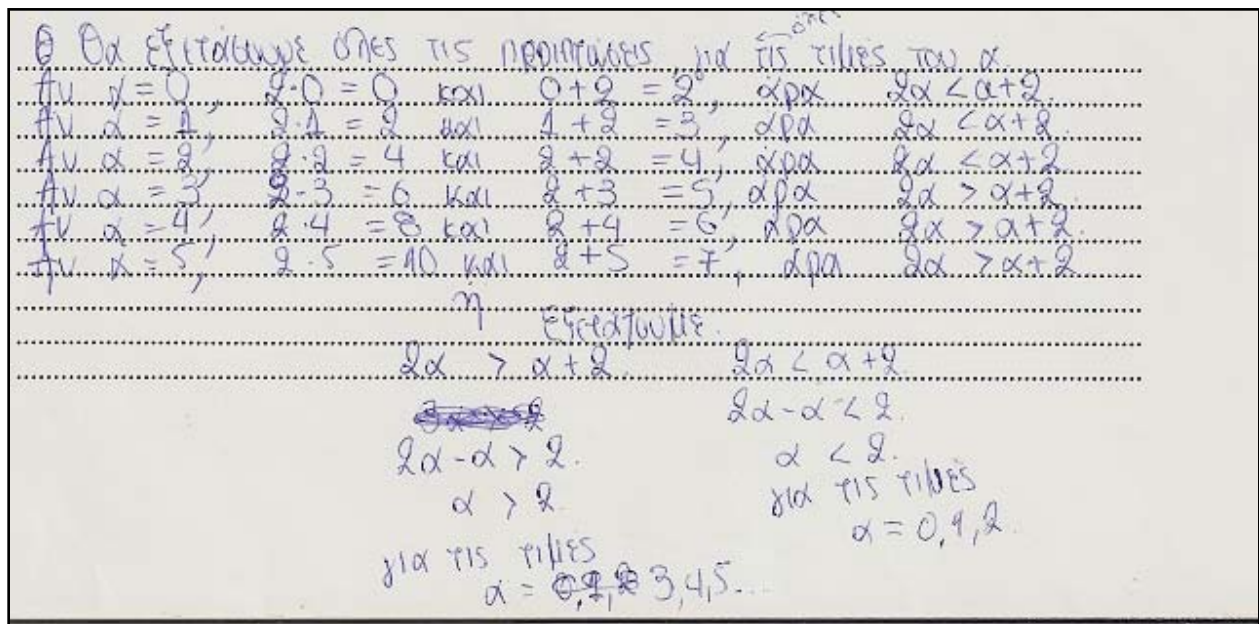 όλες
Θα εξετάσουμε όλες τις περιπτώσεις για τις τιμές του α.
Αν α = 0, 2·0 = 0 και 0+2 = 2, άρα 2α < α+2.
Αν α = 1, 2·1 = 2 και 1+2 = 3, άρα 2α < α+2.
Αν α = 2, 2·2 = 4 και 2+2 = 4, άρα 2α < α+2.
Αν α = 3, 2·3 = 6 και 2+3 = 5, άρα 2α > α+2.
Αν α = 4, 2·4 = 8 και 2+4 = 6, άρα 2α > α+2.
Αν α = 5, 2·5 = 10 και 2+5 = 7, άρα 2α > α+2
ή
εξετάζουμε.
2α > α+2. 2α < α+2.
2α-α < 2.
2α-α > 2. α < 2.
α > 2. για τις τιμές
α = 0,1,2.
για τις τιμές
α = 3,4,5...